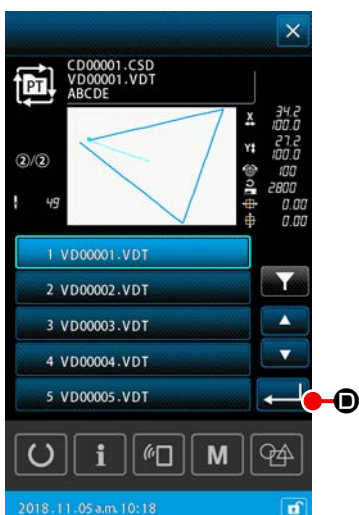 ×
CD00001.CSD
PT VD00001.VDT
ABCDE
X 34.2
100.0
Y 27.2
100.0
②/②
100
2800
49
0.00
0.00
1 VD00001.VDT
2 VD00002.VDT
3 VD00003.VDT
4 VD00004.VDT
5 VD00005.VDT
D
i
M
2018.11.05 a.m. 10:18